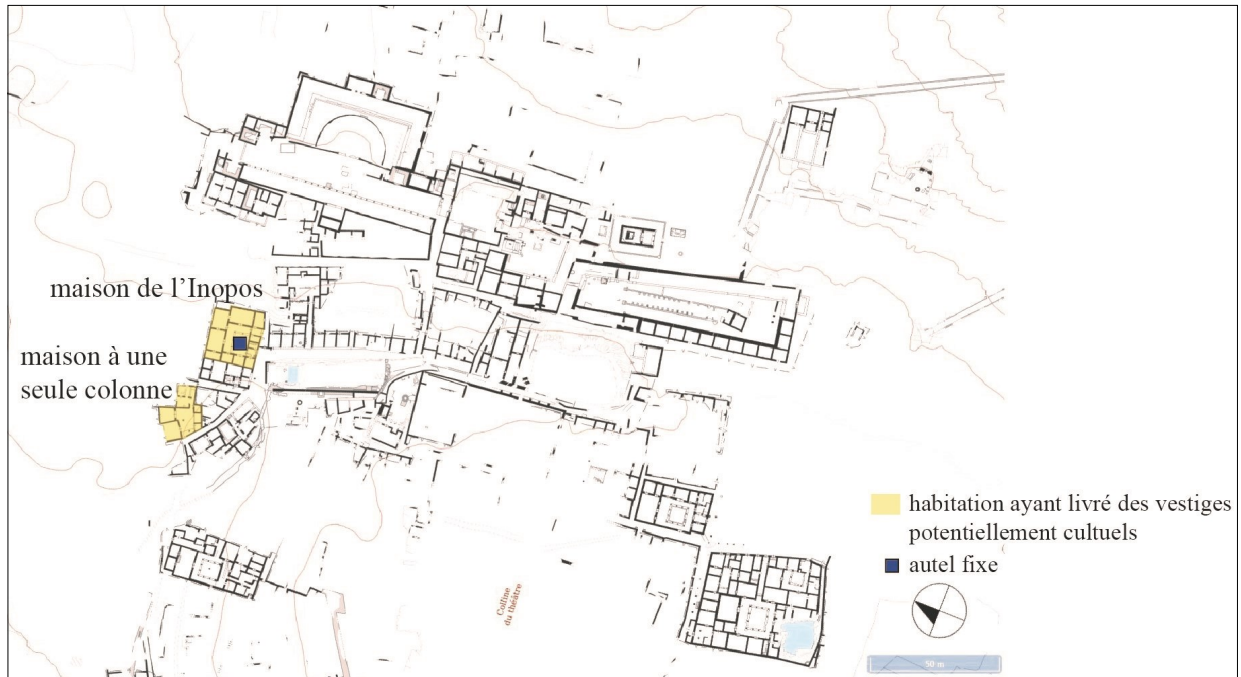 maison de l’Inopos
maison à une
seule colonne
habitation ayant livré des vestiges
potentiellement cultuels
autel fixe
Colline
du théâtre
50 m